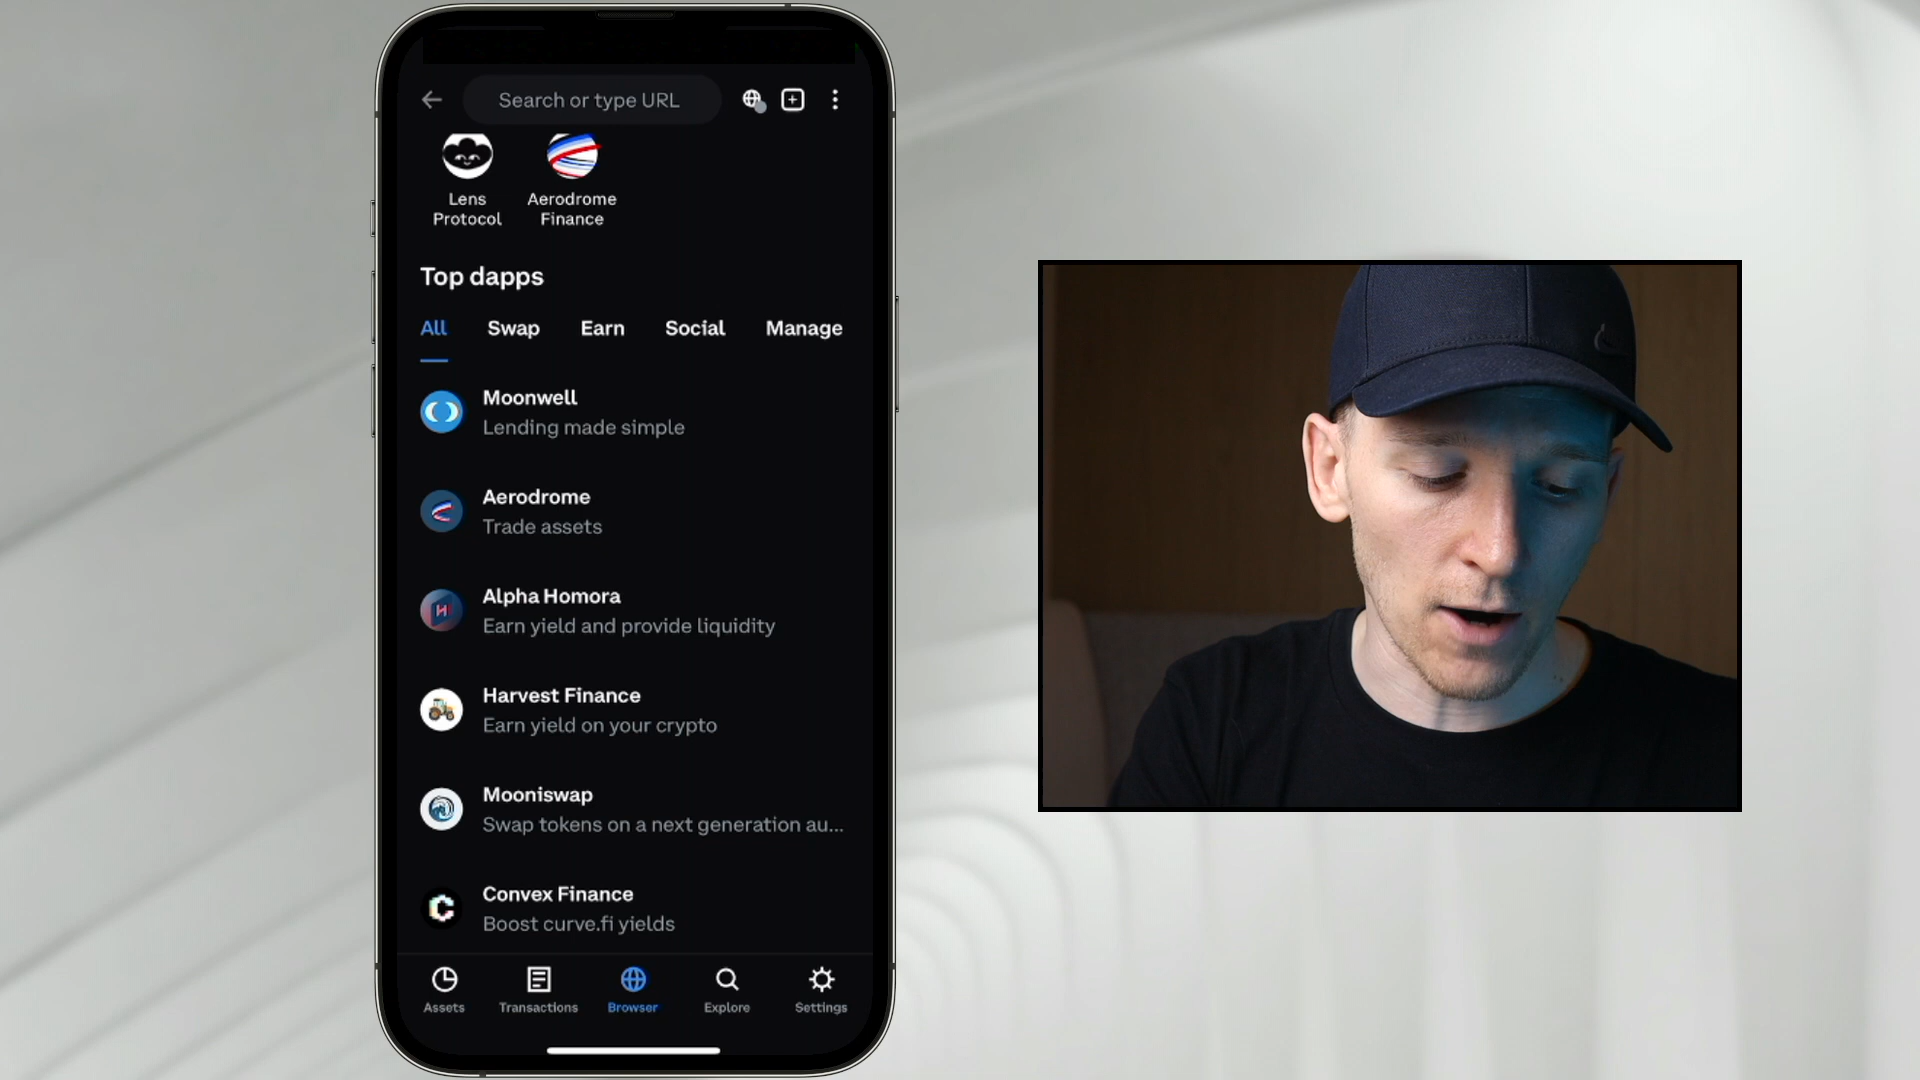 Search or type URL
Lens
Protocol
Aerodrome
Finance
Top dapps
All Swap Earn Social Manage
Moonwell
Lending made simple
Aerodrome
Trade assets
Alpha Homora
Earn yield and provide liquidity
Harvest Finance
Earn yield on your crypto
Mooniswap
Swap tokens on a next generation au...
Convex Finance
Boost curve.fi yields
Assets Transactions Browser Explore Settings